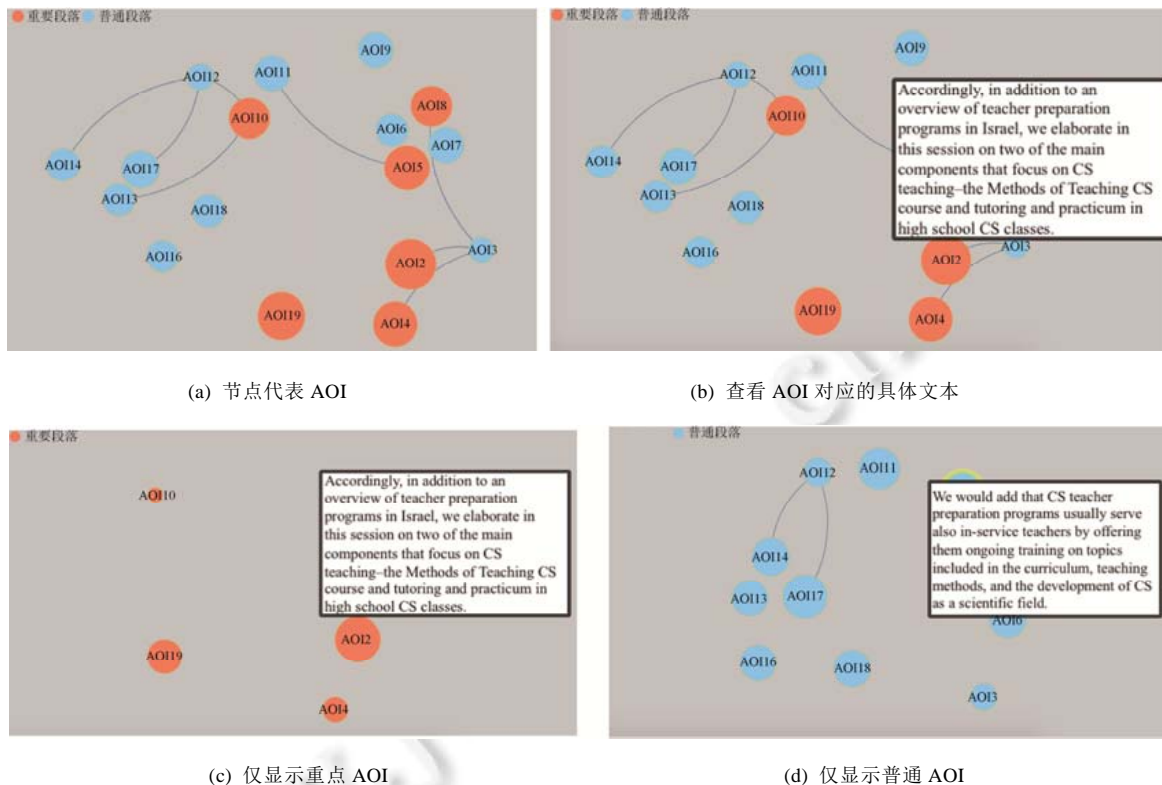 重要段落 普通段落
AOI9
AOI12
AOI11
AOI8
AOI10
AOI6
AOI7
AOI14
AOI17
AOI5
AOI13
AOI18
AOI3
AOI16
AOI2
AOI19
AOI4
(a) 节点代表 AOI
重要段落 普通段落
AOI9
AOI12
AOI11
AOI10
AOI14
AOI17
AOI13
AOI18
AOI16
AOI3
AOI2
AOI19
AOI4
Accordingly, in addition to an
overview of teacher preparation
programs in Israel, we elaborate in
this session on two of the main
components that focus on CS
teaching–the Methods of Teaching CS
course and tutoring and practicum in
high school CS classes.
(b) 查看 AOI 对应的具体文本
重要段落
AOI10
Accordingly, in addition to an
overview of teacher preparation
programs in Israel, we elaborate in
this session on two of the main
components that focus on CS
teaching–the Methods of Teaching CS
course and tutoring and practicum in
high school CS classes.
AOI2
AOI19
AOI4
(c) 仅显示重点 AOI
普通段落
AOI12
AOI11
We would add that CS teacher
preparation programs usually serve
also in-service teachers by offering
them ongoing training on topics
included in the curriculum, teaching
methods, and the development of CS
as a scientific field.
AOI14
AOI13
AOI17
AOI6
AOI16
AOI18
AOI3
(d) 仅显示普通 AOI